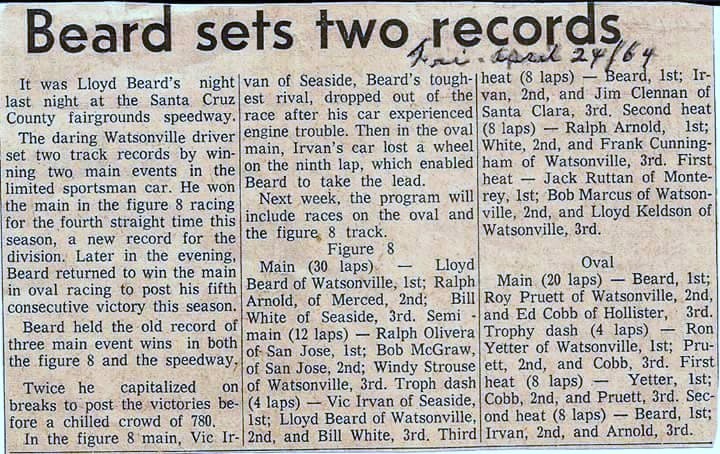 Beard sets two records
Fri. April 24/64
It was Lloyd Beard's night
last night at the Santa Cruz
County fairgrounds speedway.
The daring Watsonville driver
set two track records by win-
ning two main events in the
limited sportsman car. He won
the main in the figure 8 racing
for the fourth straight time this
season, a new record for the
division. Later in the evening,
Beard returned to win the main
in oval racing to post his fifth
consecutive victory this season.
Beard held the old record of
three main event wins in both
the figure 8 and the speedway.
Twice he capitalized on
breaks to post the victories be-
fore a chilled crowd of 780.
In the figure 8 main, Vic Ir-
van of Seaside, Beard's tough-
est rival, dropped out of the
race after his car experienced
engine trouble. Then in the oval
main, Irvan's car lost a wheel
on the ninth lap, which enabled
Beard to take the lead.
Next week, the program will
include races on the oval and
the figure 8 track.
Figure 8
Main (30 laps) — Lloyd
Beard of Watsonville, 1st; Ralph
Arnold, of Merced, 2nd; Bill
White of Seaside, 3rd. Semi -
main (12 laps) — Ralph Olivera
of San Jose, 1st; Bob McGraw,
of San Jose, 2nd; Windy Strouse
of Watsonville, 3rd. Troph dash
(4 laps) — Vic Irvan of Seaside,
1st; Lloyd Beard of Watsonville,
2nd, and Bill White, 3rd. Third
heat (8 laps) — Beard, 1st; Ir-
van, 2nd, and Jim Clennan of
Santa Clara, 3rd. Second heat
(8 laps) — Ralph Arnold, 1st;
White, 2nd, and Frank Cunning-
ham of Watsonville, 3rd. First
heat — Jack Ruttan of Monte-
rey, 1st; Bob Marcus of Watson-
ville, 2nd, and Lloyd Keldson of
Watsonville, 3rd.
Oval
Main (20 laps) — Beard, 1st;
Roy Pruett of Watsonville, 2nd,
and Ed Cobb of Hollister, 3rd.
Trophy dash (4 laps) — Ron
Yetter of Watsonville, 1st; Pru-
ett, 2nd, and Cobb, 3rd. First
heat (8 laps) — Yetter, 1st;
Cobb, 2nd, and Pruett, 3rd. Sec-
ond heat (8 laps) — Beard, 1st;
Irvan, 2nd, and Arnold, 3rd.